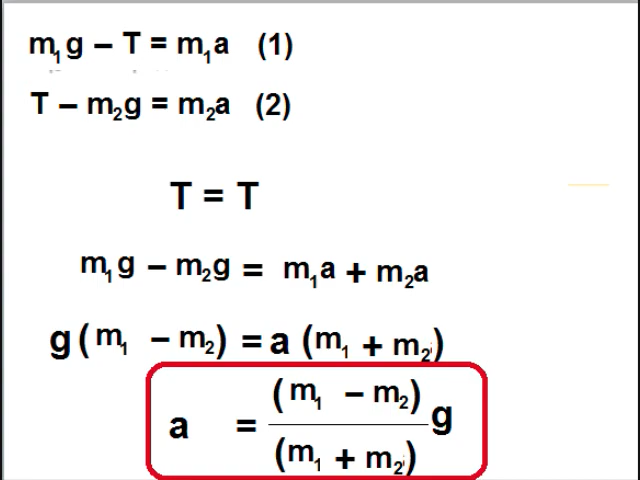 m₁g – T = m₁a (1)
T – m₂g = m₂a (2)
T = T
m₁g – m₂g = m₁a + m₂a
g (m₁ – m₂) = a (m₁ + m₂)
a = (m₁ – m₂) / (m₁ + m₂) g